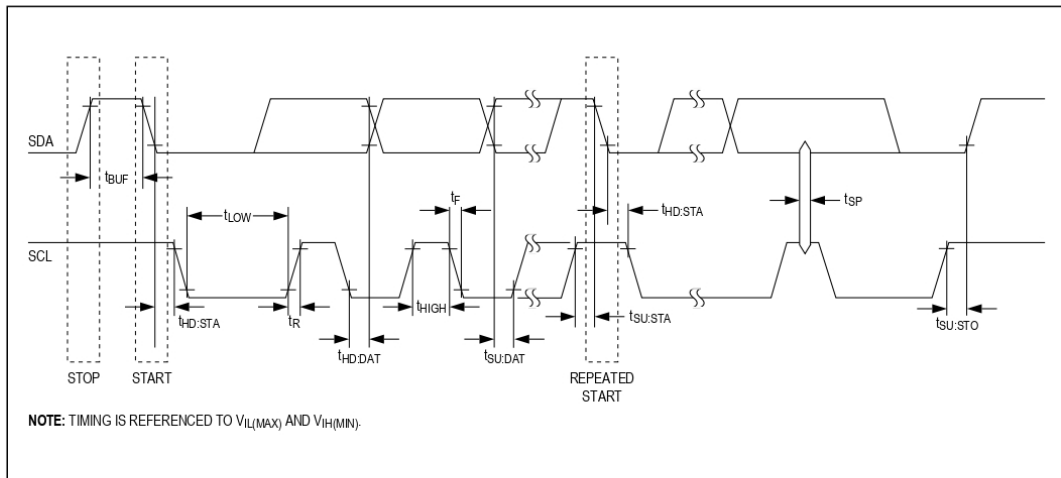 SDA
tBUF
tF
tLOW
tHD:STA
tSP
SCL
tHD:STA
tR
tHIGH
tSU:STA
tSU:STO
tHD:DAT
tSU:DAT
STOP
START
REPEATED
START
NOTE: TIMING IS REFERENCED TO VIL(MAX) AND VIH(MIN).